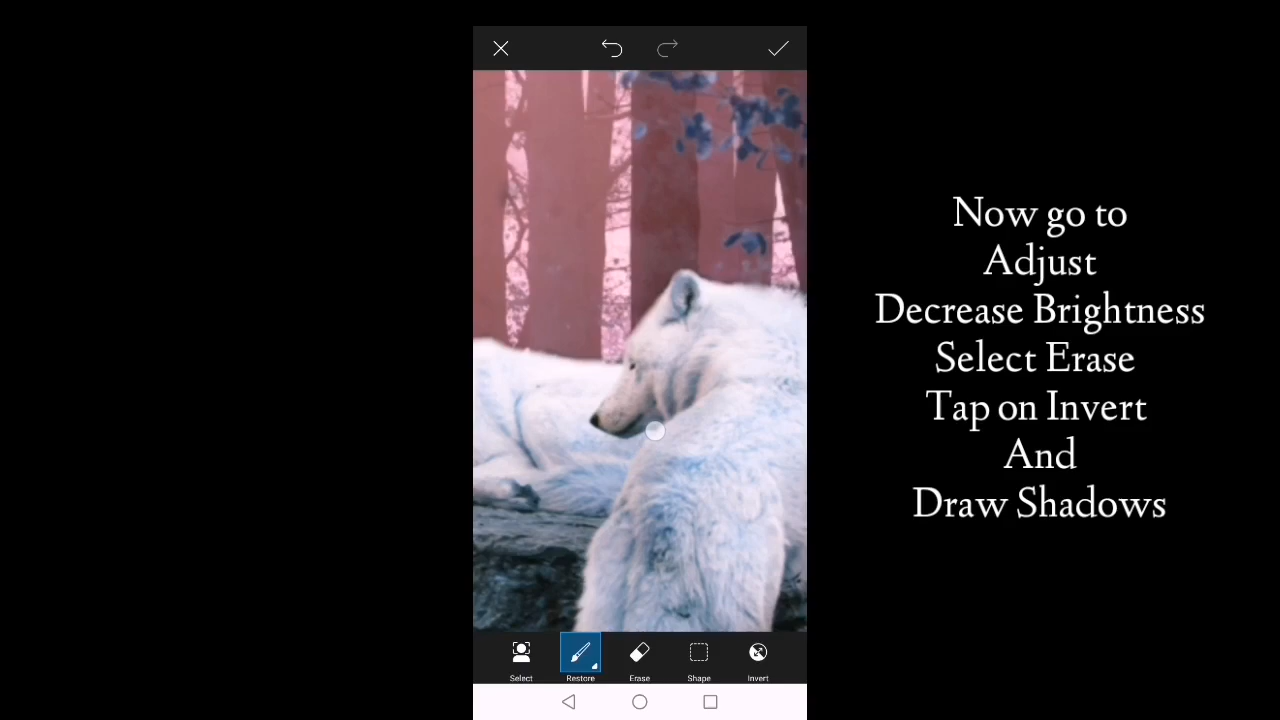 Now go to
Adjust
Decrease Brightness
Select Erase
Tap on Invert
And
Draw Shadows
Select Restore Erase Shape Invert